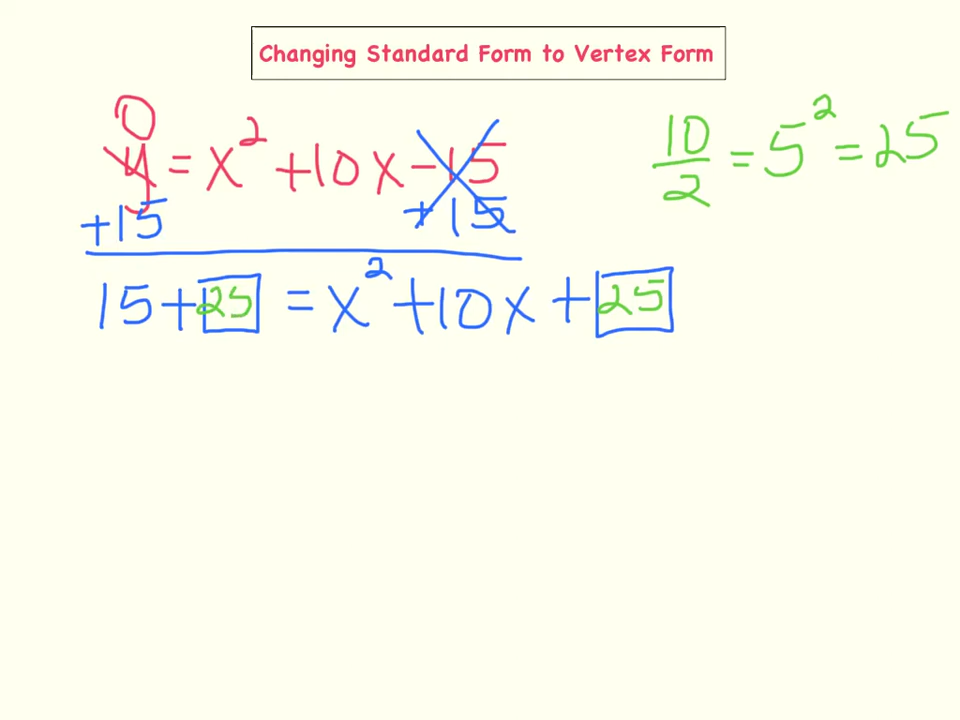 Changing Standard Form to Vertex Form
0
y = x² + 10x - 15
10/2 = 5² = 25
+15 +15
15 + 25 = x² + 10x + 25